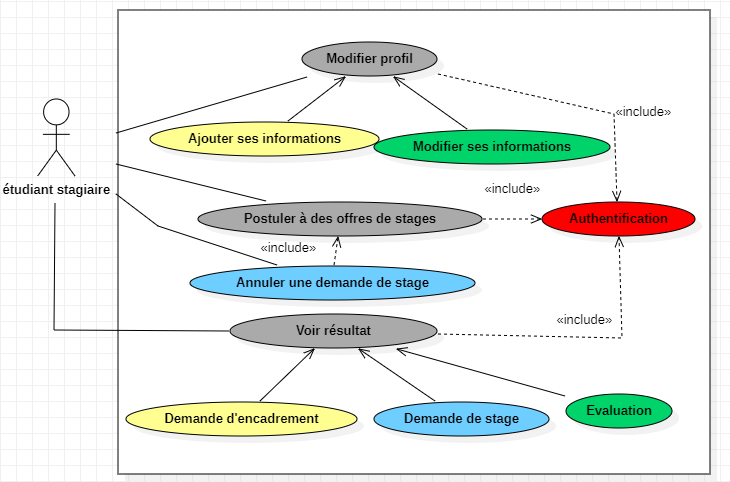 Modifier profil
«include»
Ajouter ses informations
Modifier ses informations
étudiant stagiaire
«include»
Postuler à des offres de stages
Authentification
«include»
Annuler une demande de stage
«include»
Voir résultat
Demande d'encadrement
Demande de stage
Evaluation